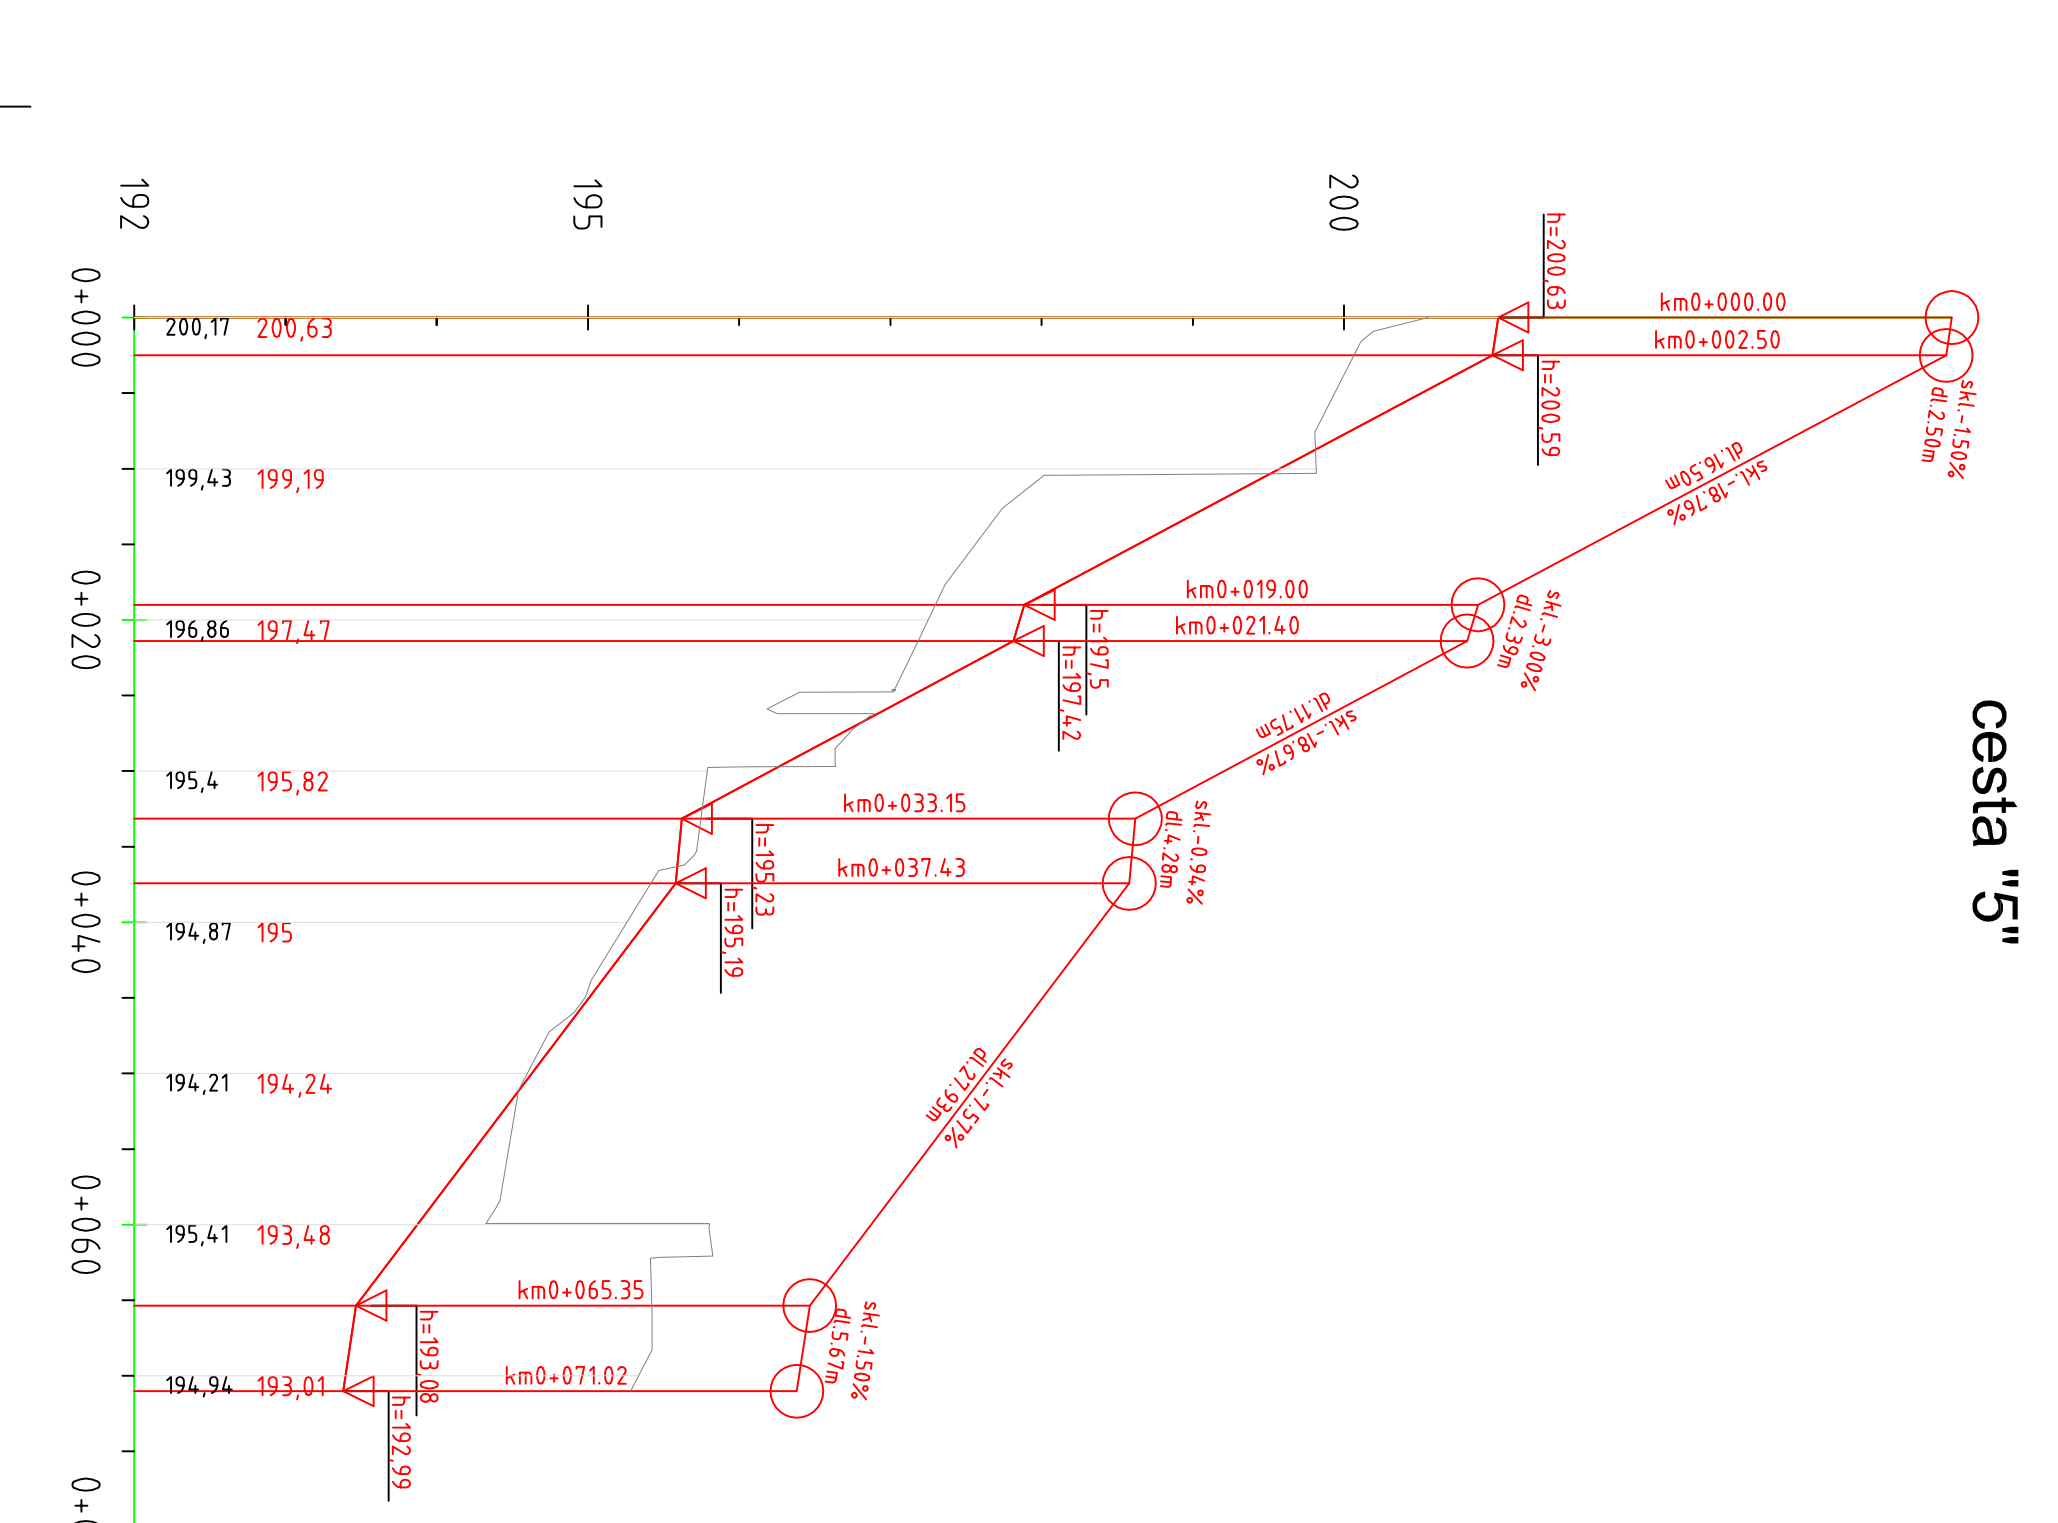 cesta "5"
192
195
200
0+000
0+020
0+040
0+060
0+0
h=200,63
km0+000.00
200,17 200,63
km0+002.50
h=200,59
skl.-1.50%
dl.2.50m
dl.16.50m
skl.-18.76%
199,43 199,19
km0+019.00
h=197,5
skl.-3.00%
dl.2.39m
196,86 197,47
km0+021.40
h=197,42
dl.11.75m
skl.-18.67%
195,4 195,82
km0+033.15
h=195,23
skl.-0.94%
dl.4.28m
km0+037.43
h=195,19
194,87 195
dl.27.93m
skl.-7.57%
194,21 194,24
195,41 193,48
km0+065.35
h=193,08
skl.-1.50%
dl.5.67m
194,94 193,01
km0+071.02
h=192,99